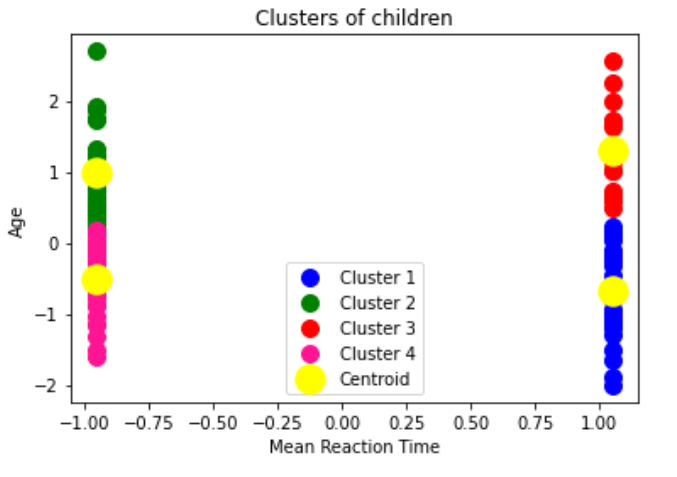 Clusters of children
2
1
0
−1
−2
Age
Cluster 1
Cluster 2
Cluster 3
Cluster 4
Centroid
−1.00 −0.75 −0.50 −0.25 0.00 0.25 0.50 0.75 1.00
Mean Reaction Time